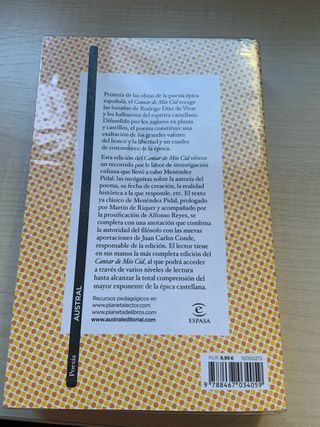 Primera de las obras de la poesía épica
española, el Cantar de Mio Cid recoge
las hazañas de Rodrigo Díaz de Vivar
y los balbuceos del espíritu castellano.
Difundido por los juglares en plazas
y castillos, el poema constituye una
exaltación de los grandes valores
del honor y la libertad y un cuadro
de costumbres de la época.
Esta edición del Cantar de Mio Cid ofrece
un recorrido por la labor de investigación
cidiana que llevó a cabo Menéndez
Pidal: las incógnitas sobre la autoría del
poema, su fecha de creación, la realidad
histórica a la que responde, etc. El texto
ya clásico de Menéndez Pidal, prologado
por Martín de Riquer y acompañado por
la prosificación de Alfonso Reyes, se
completa con una anotación que combina
la autoridad del filósofo con las nuevas
aportaciones de Juan Carlos Conde,
responsable de la edición. El lector tiene
en sus manos la más completa edición del
Cantar de Mio Cid, al que podrá acceder
a través de varios niveles de lectura
hasta alcanzar la total comprensión del
mayor exponente de la épica castellana.
Recursos pedagógicos en
www.planetalector.com
www.planetadelibros.com
www.australeditorial.com
ESPASA
Poesía
AUSTRAL
P.V.P. 9,95 €
10000272
9 788467 034059